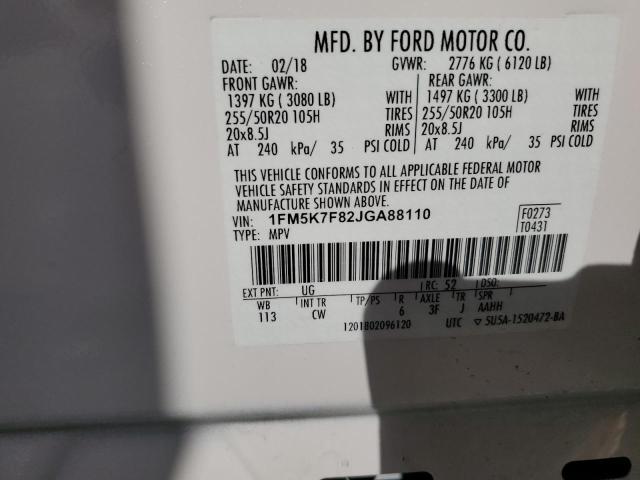 MFD. BY FORD MOTOR CO.
DATE: 02/18 GVWR: 2776 KG ( 6120 LB)
FRONT GAWR: REAR GAWR:
1397 KG ( 3080 LB) WITH 1497 KG ( 3300 LB) WITH
255/50R20 105H TIRES 255/50R20 105H TIRES
20x8.5J RIMS 20x8.5J RIMS
AT 240 kPa/ 35 PSI COLD AT 240 kPa/ 35 PSI COLD
THIS VEHICLE CONFORMS TO ALL APPLICABLE FEDERAL MOTOR
VEHICLE SAFETY STANDARDS IN EFFECT ON THE DATE OF
MANUFACTURE SHOWN ABOVE.
VIN: 1FM5K7F82JGA88110 F0273
TYPE: MPV T0431
EXT PNT: UG RC: 52 DSO:
WB INT TR TP/PS R AXLE TR SPR
113 CW 6 3F J AAHH
1201802096120 UTC ▽ 5U5A-1520472-BA